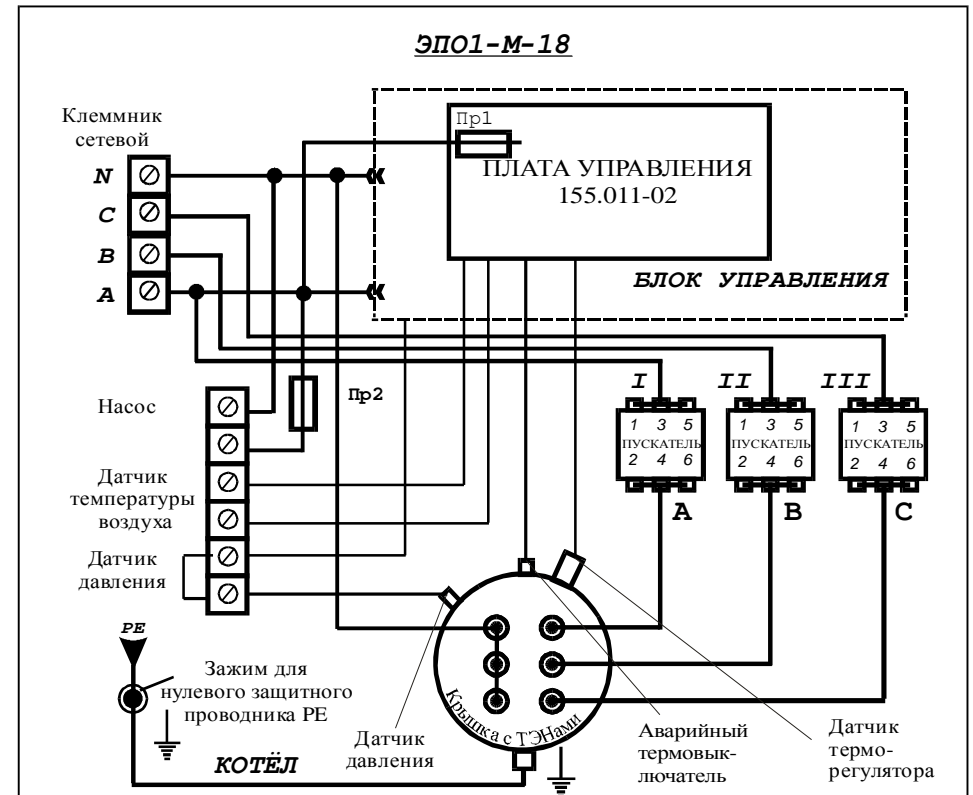 ЭПО1-М-18
Клеммник
сетевой
N
C
B
A
Пр1
ПЛАТА УПРАВЛЕНИЯ
155.011-02
БЛОК УПРАВЛЕНИЯ
Насос
Пр2
Датчик
температуры
воздуха
Датчик
давления
I
II
III
1 3 5
ПУСКАТЕЛЬ
2 4 6
A
1 3 5
ПУСКАТЕЛЬ
2 4 6
B
1 3 5
ПУСКАТЕЛЬ
2 4 6
C
PE
Зажим для
нулевого защитного
проводника PE
КОТЁЛ
Датчик
давления
Крышка с ТЭНами
Аварийный
термовык-
лючатель
Датчик
термо-
регулятора